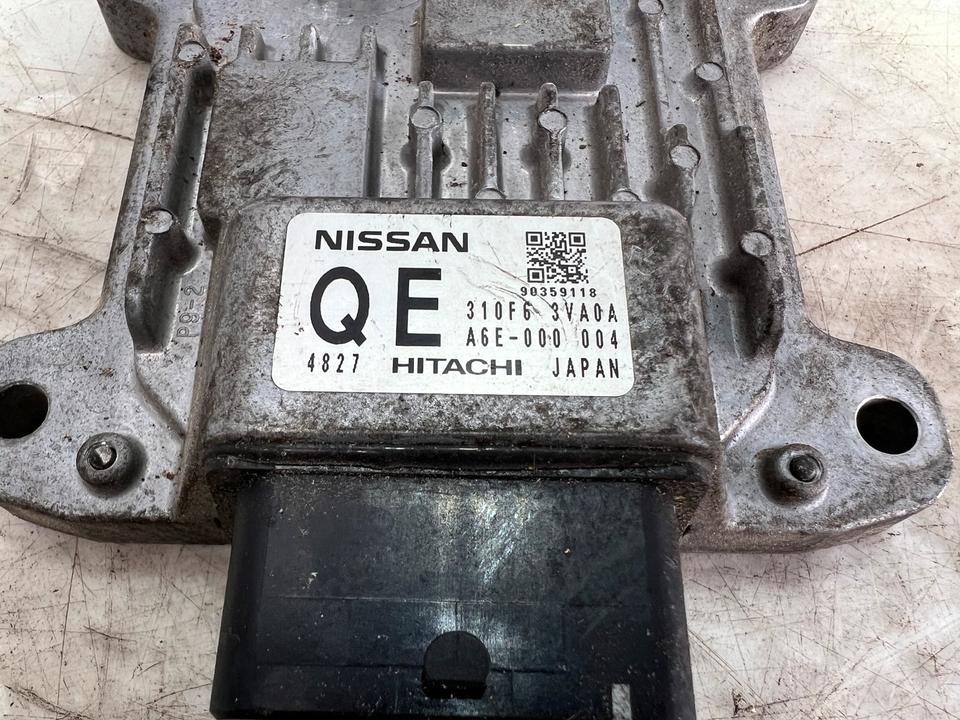 NISSAN
90359118
QE
310F6 3VA0A
A6E-000 004
4827 HITACHI JAPAN
P9-2